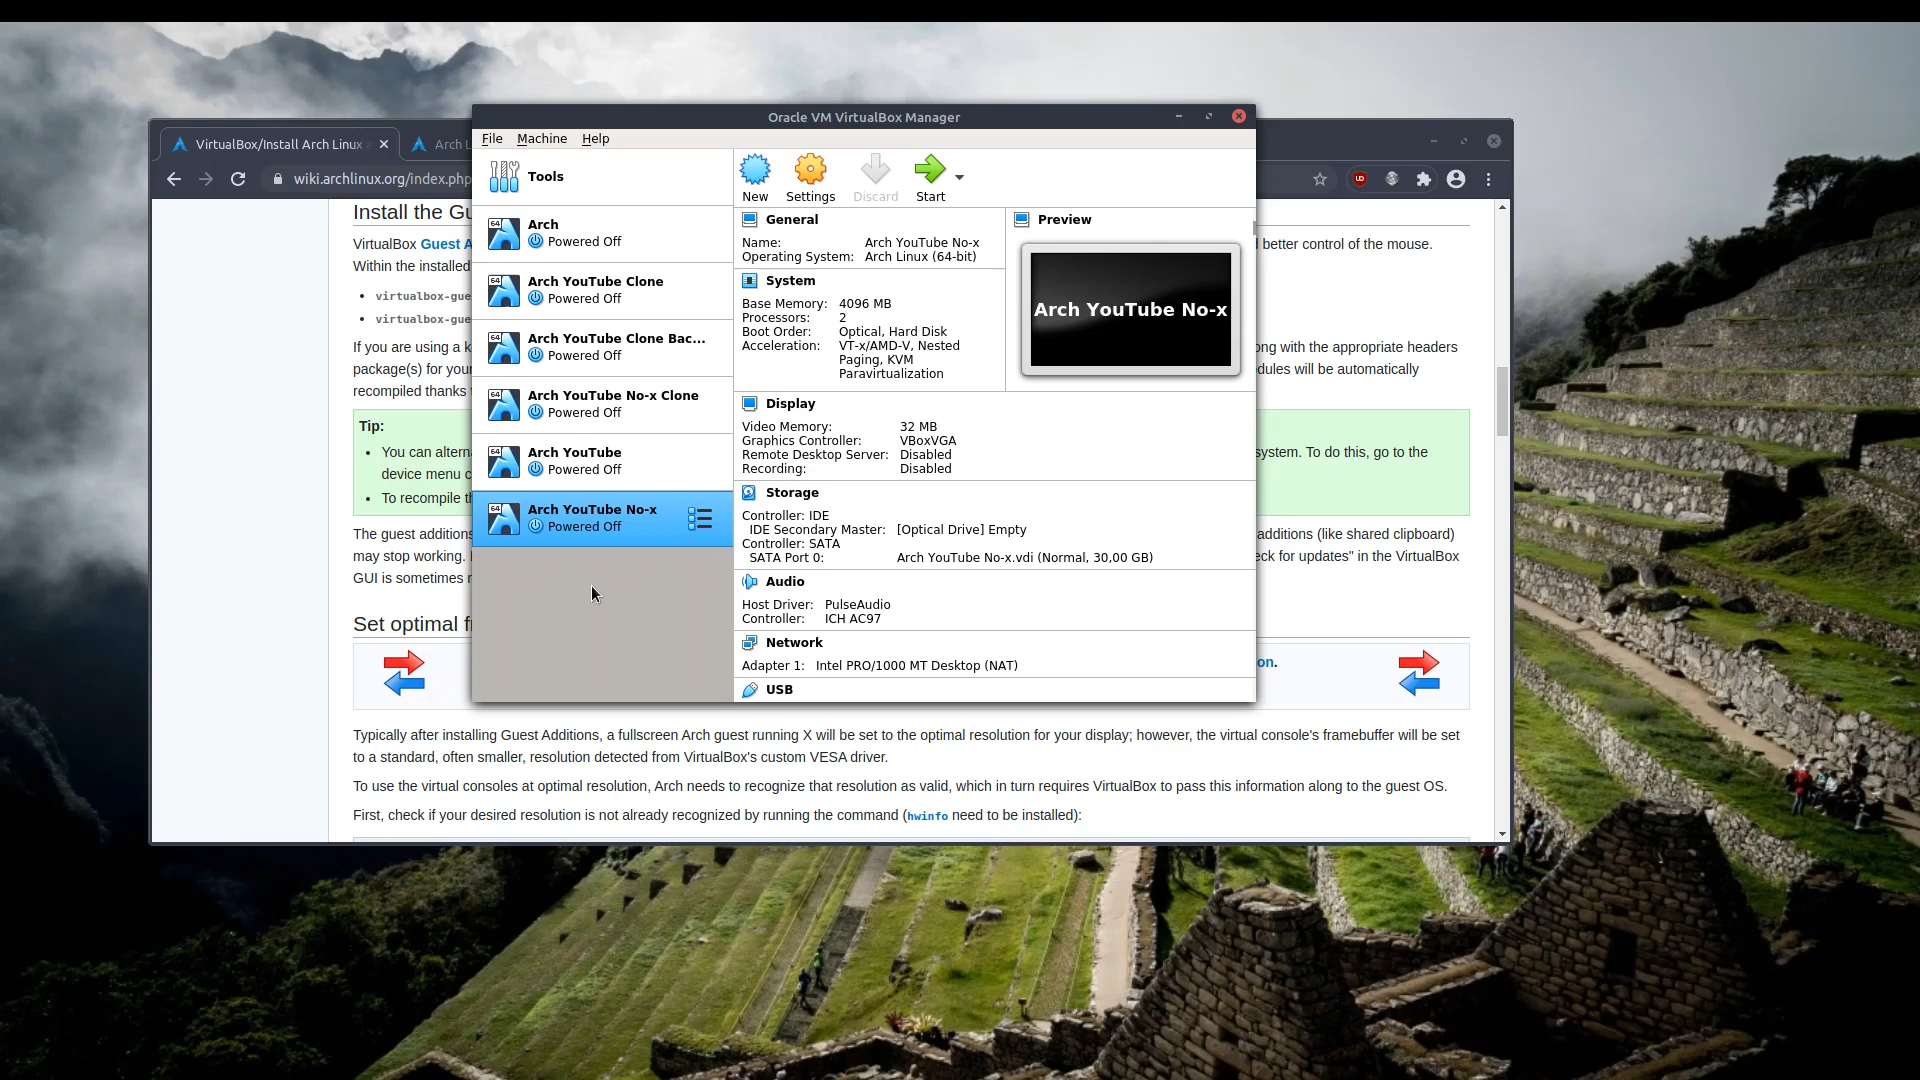 Oracle VM VirtualBox Manager
VirtualBox/Install Arch Linux
Arch L
wiki.archlinux.org/index.php
File Machine Help
Tools
New
Settings
Discard
Start
64 Arch
Powered Off
64 Arch YouTube Clone
Powered Off
64 Arch YouTube Clone Bac...
Powered Off
64 Arch YouTube No-x Clone
Powered Off
64 Arch YouTube
Powered Off
64 Arch YouTube No-x
Powered Off
General
Name: Arch YouTube No-x
Operating System: Arch Linux (64-bit)
System
Base Memory: 4096 MB
Processors: 2
Boot Order: Optical, Hard Disk
Acceleration: VT-x/AMD-V, Nested
Paging, KVM
Paravirtualization
Preview
Arch YouTube No-x
Display
Video Memory: 32 MB
Graphics Controller: VBoxVGA
Remote Desktop Server: Disabled
Recording: Disabled
Storage
Controller: IDE
IDE Secondary Master: [Optical Drive] Empty
Controller: SATA
SATA Port 0: Arch YouTube No-x.vdi (Normal, 30,00 GB)
Audio
Host Driver: PulseAudio
Controller: ICH AC97
Network
Adapter 1: Intel PRO/1000 MT Desktop (NAT)
USB
Install the Gu
VirtualBox Guest A
better control of the mouse.
Within the installed
virtualbox-gue
virtualbox-gue
If you are using a k
ong with the appropriate headers
package(s) for your
dules will be automatically
recompiled thanks
Tip:
You can altern
system. To do this, go to the
device menu c
To recompile th
The guest additions
additions (like shared clipboard)
may stop working.
eck for updates" in the VirtualBox
GUI is sometimes n
Set optimal fr
on.
Typically after installing Guest Additions, a fullscreen Arch guest running X will be set to the optimal resolution for your display; however, the virtual console's framebuffer will be set
to a standard, often smaller, resolution detected from VirtualBox's custom VESA driver.
To use the virtual consoles at optimal resolution, Arch needs to recognize that resolution as valid, which in turn requires VirtualBox to pass this information along to the guest OS.
First, check if your desired resolution is not already recognized by running the command (hwinfo need to be installed):